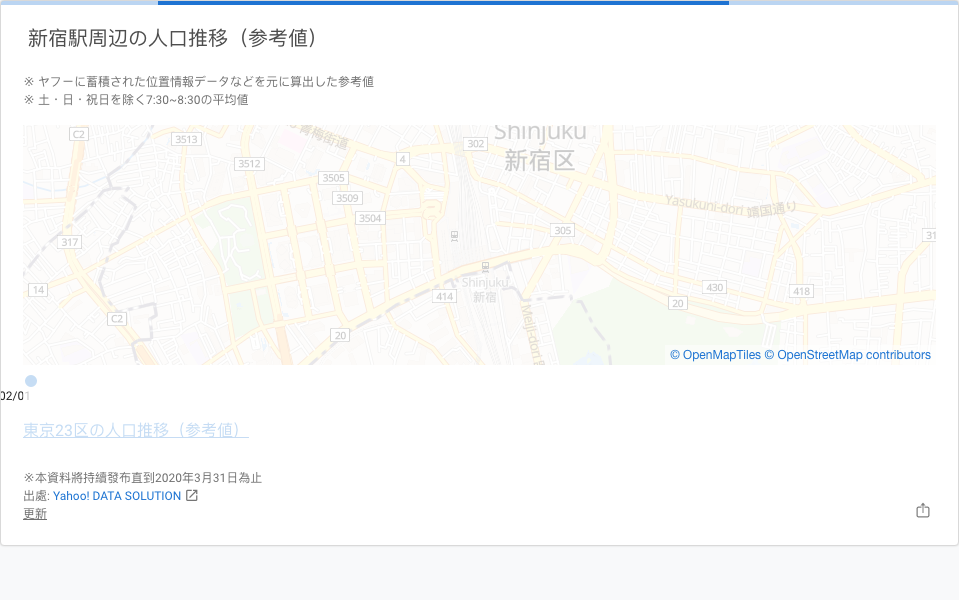 新宿駅周辺の人口推移（参考値）
※ ヤフーに蓄積された位置情報データなどを元に算出した参考値
※ 土・日・祝日を除く7:30~8:30の平均値
C2
3513
青梅街道
302
Shinjuku
新宿区
3512
4
3505
3509
Yasukuni-dori 靖国通り
3504
305
317
31
Shinjuku
新宿
14
414
20
430
418
C2
Meiji-dori
20
© OpenMapTiles © OpenStreetMap contributors
02/01
東京23区の人口推移（参考値）
※本資料將持續發布直到2020年3月31日為止
出處: Yahoo! DATA SOLUTION
更新